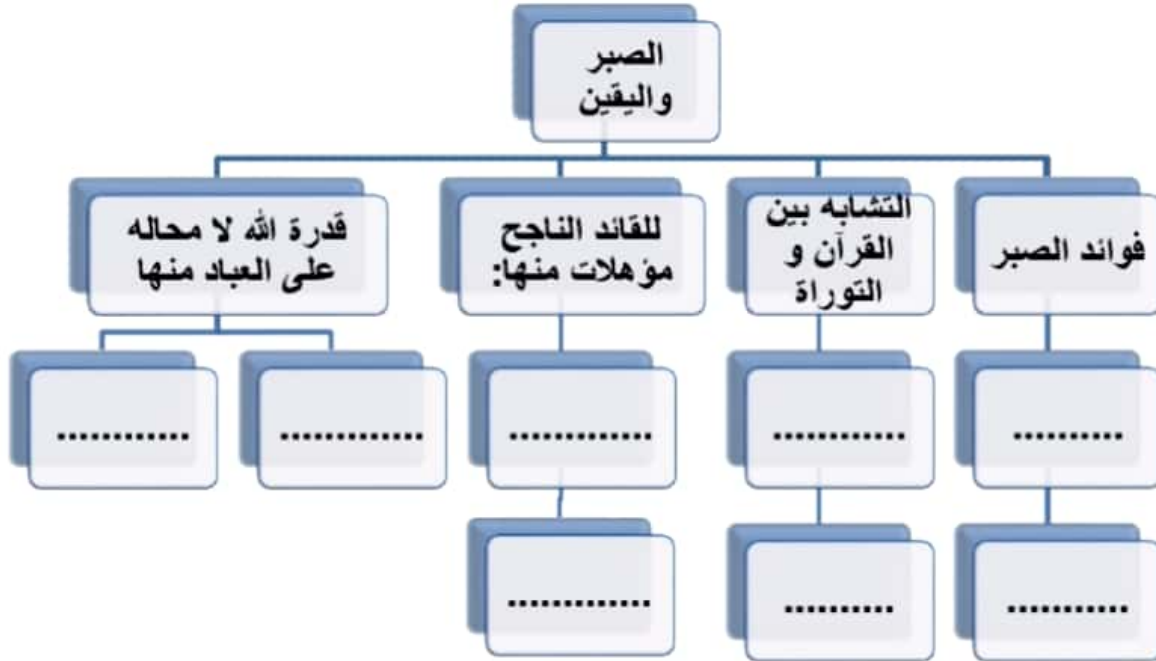 الصبر
واليقين
فوائد الصبر
التشابه بين
القرآن و
التوراة
للقائد الناجح
مؤهلات منها:
قدرة الله لا محاله
على العباد منها
..........
............
.............
.............
............
...........
..........
.............